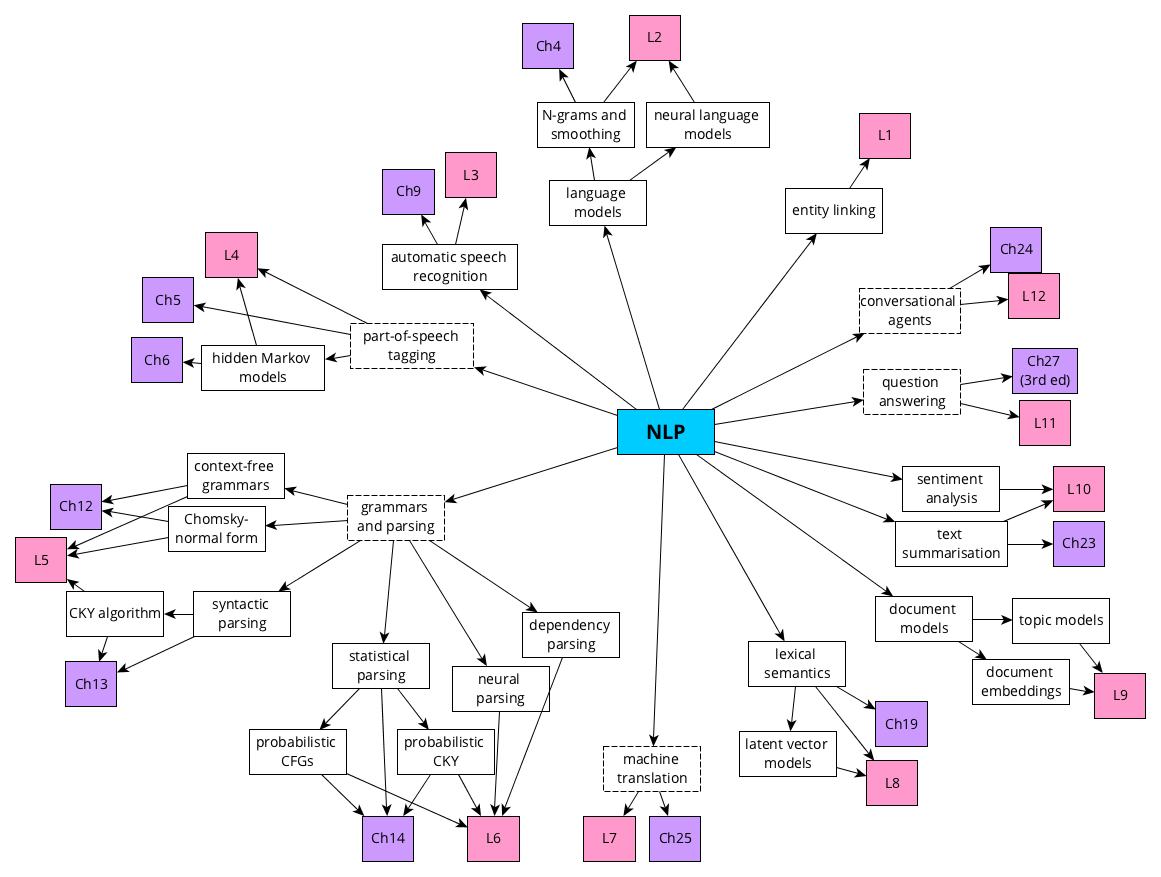 L2
Ch4
N-grams and
smoothing
neural language
models
L1
L3
Ch9
language
models
entity linking
L4
automatic speech
recognition
Ch24
Ch5
L12
conversational
agents
part-of-speech
tagging
Ch6
hidden Markov
models
Ch27
(3rd ed)
question
answering
L11
NLP
context-free
grammars
Ch12
grammars
and parsing
Chomsky-
normal form
L5
sentiment
analysis
L10
text
summarisation
Ch23
CKY algorithm
syntactic
parsing
dependency
parsing
document
models
topic models
statistical
parsing
neural
parsing
lexical
semantics
document
embeddings
Ch13
L9
Ch19
probabilistic
CFGs
probabilistic
CKY
machine
translation
latent vector
models
L8
Ch14
L6
L7
Ch25